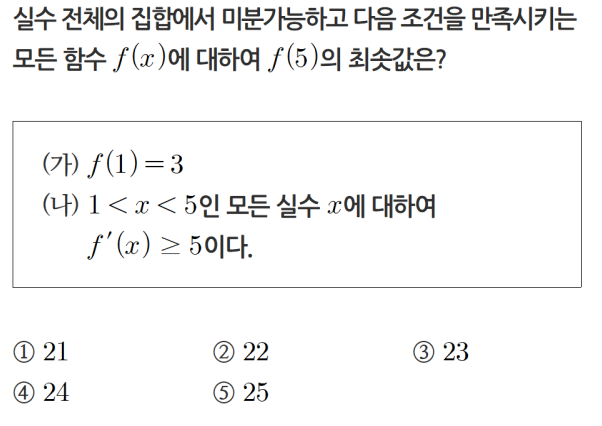 실수 전체의 집합에서 미분가능하고 다음 조건을 만족시키는
모든 함수 f(x)에 대하여 f(5)의 최솟값은?
(가) f(1)=3
(나) 1<x<5인 모든 실수 x에 대하여
f′(x) ≥ 5이다.
① 21 ② 22 ③ 23
④ 24 ⑤ 25